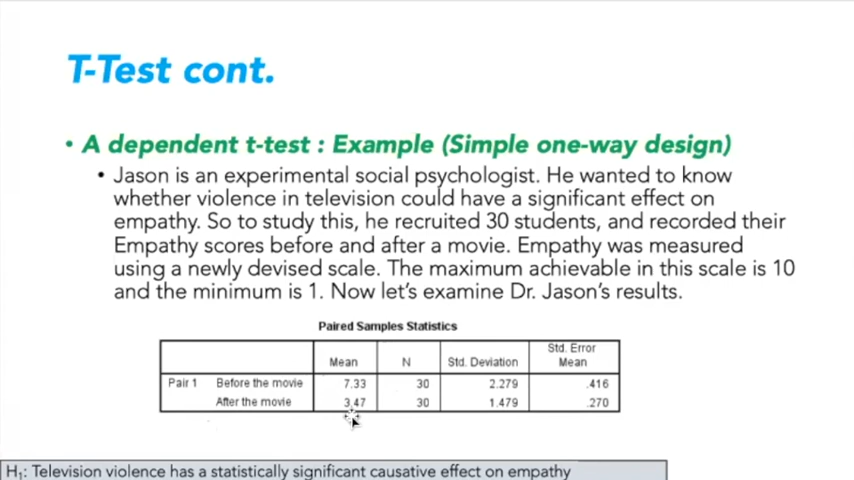 T-Test cont.
• A dependent t-test : Example (Simple one-way design)
• Jason is an experimental social psychologist. He wanted to know
whether violence in television could have a significant effect on
empathy. So to study this, he recruited 30 students, and recorded their
Empathy scores before and after a movie. Empathy was measured
using a newly devised scale. The maximum achievable in this scale is 10
and the minimum is 1. Now let's examine Dr. Jason's results.
Paired Samples Statistics
Mean N Std. Deviation Std. Error Mean
Pair 1 Before the movie 7.33 30 2.279 .416
After the movie 3.47 30 1.479 .270
H₁: Television violence has a statistically significant causative effect on empathy